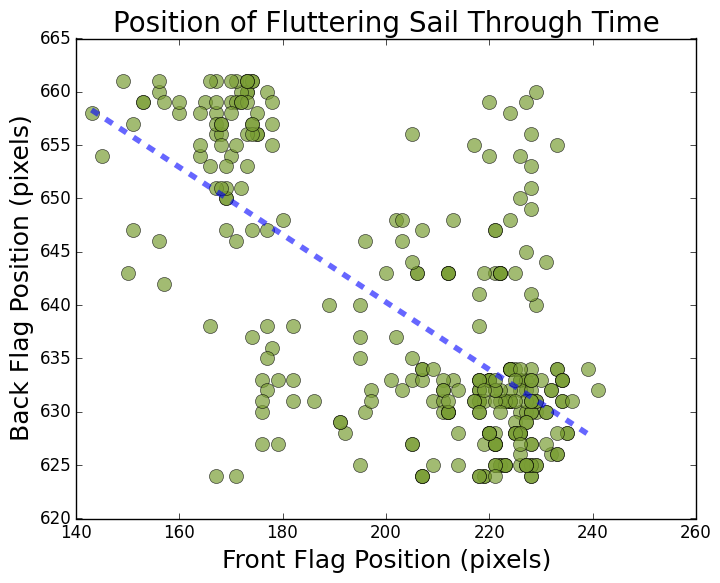 Position of Fluttering Sail Through Time
665
660
655
650
645
640
635
630
625
620
Back Flag Position (pixels)
140 160 180 200 220 240 260
Front Flag Position (pixels)